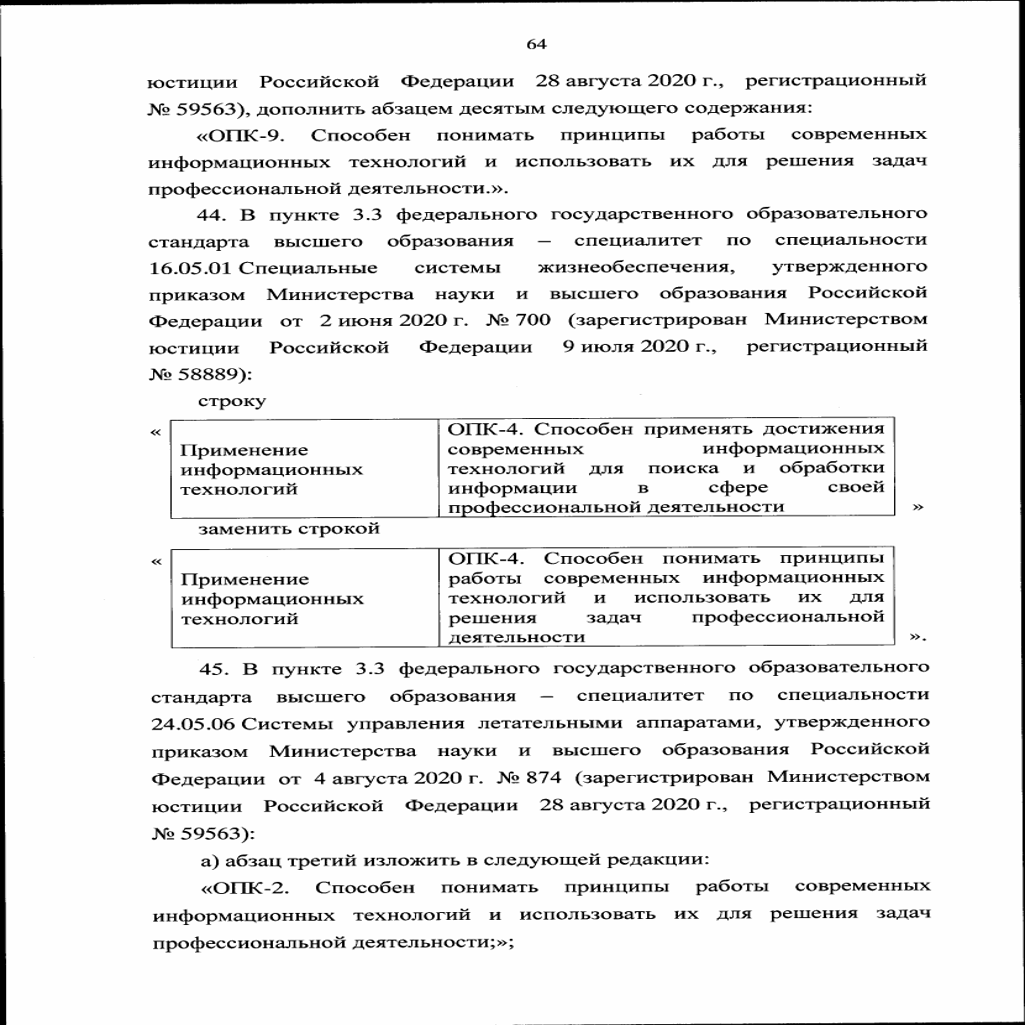 64
юстиции Российской Федерации 28 августа 2020 г., регистрационный
№ 59563), дополнить абзацем десятым следующего содержания:
«ОПК-9. Способен понимать принципы работы современных
информационных технологий и использовать их для решения задач
профессиональной деятельности.».
44. В пункте 3.3 федерального государственного образовательного
стандарта высшего образования – специалитет по специальности
16.05.01 Специальные системы жизнеобеспечения, утвержденного
приказом Министерства науки и высшего образования Российской
Федерации от 2 июня 2020 г. № 700 (зарегистрирован Министерством
юстиции Российской Федерации 9 июля 2020 г., регистрационный
№ 58889):
строку
«
Применение
информационных
технологий
ОПК-4. Способен применять достижения
современных информационных
технологий для поиска и обработки
информации в сфере своей
профессиональной деятельности
»
заменить строкой
«
Применение
информационных
технологий
ОПК-4. Способен понимать принципы
работы современных информационных
технологий и использовать их для
решения задач профессиональной
деятельности
».
45. В пункте 3.3 федерального государственного образовательного
стандарта высшего образования – специалитет по специальности
24.05.06 Системы управления летательными аппаратами, утвержденного
приказом Министерства науки и высшего образования Российской
Федерации от 4 августа 2020 г. № 874 (зарегистрирован Министерством
юстиции Российской Федерации 28 августа 2020 г., регистрационный
№ 59563):
а) абзац третий изложить в следующей редакции:
«ОПК-2. Способен понимать принципы работы современных
информационных технологий и использовать их для решения задач
профессиональной деятельности;»;